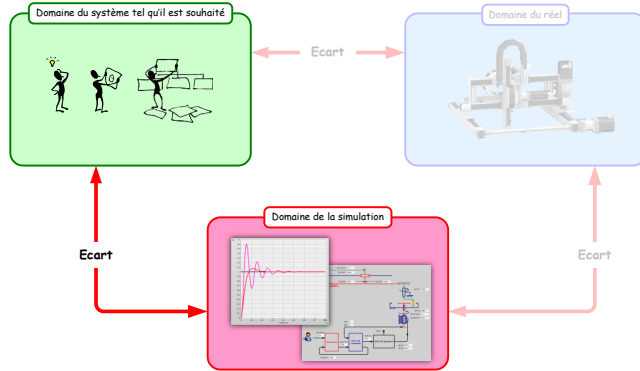 Domaine du système tel qu'il est souhaité
Domaine du réel
Ecart
Ecart
Ecart
Domaine de la simulation